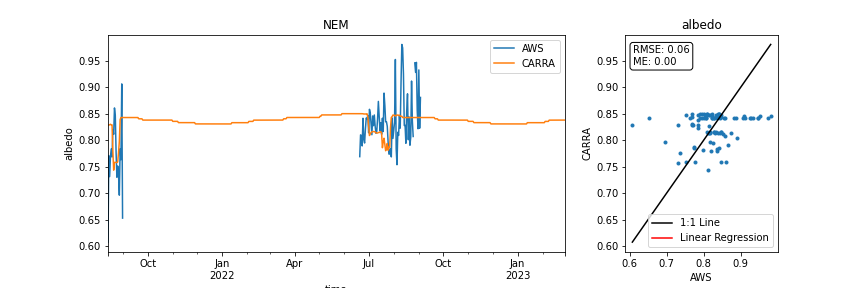 NEM
albedo
0.95
0.90
0.85
0.80
0.75
0.70
0.65
0.60
AWS
CARRA
Oct
Jan
2022
Apr
Jul
Oct
Jan
2023
albedo
RMSE: 0.06
ME: 0.00
CARRA
0.95
0.90
0.85
0.80
0.75
0.70
0.65
0.60
1:1 Line
Linear Regression
0.6
0.7
0.8
0.9
AWS